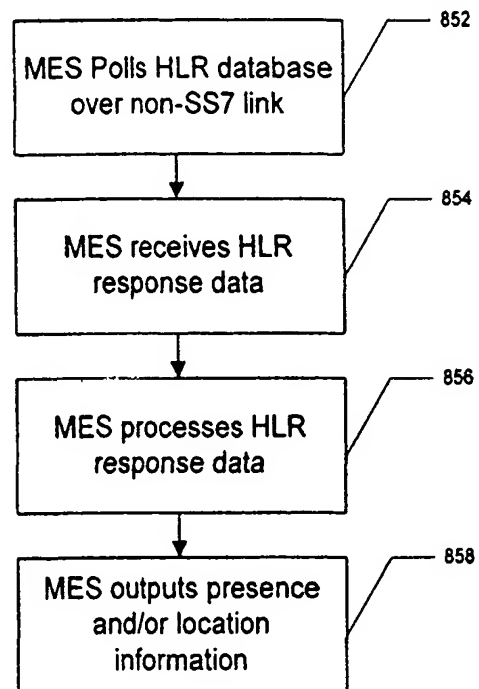 852
MES Polls HLR database
over non-SS7 link
854
MES receives HLR
response data
856
MES processes HLR
response data
858
MES outputs presence
and/or location
information